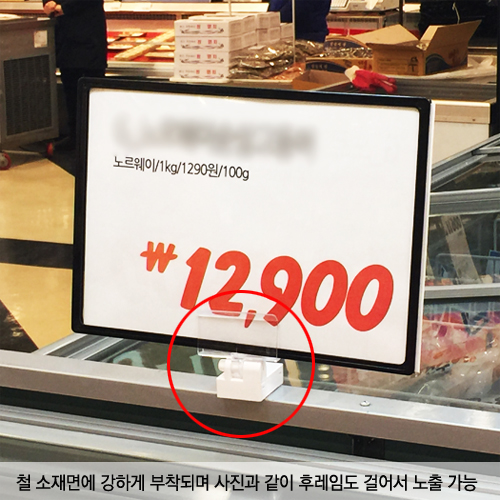 노르웨이/1kg/1290원/100g
₩12,900
철 소재면에 강하게 부착되며 사진과 같이 후레임도 걸어서 노출 가능